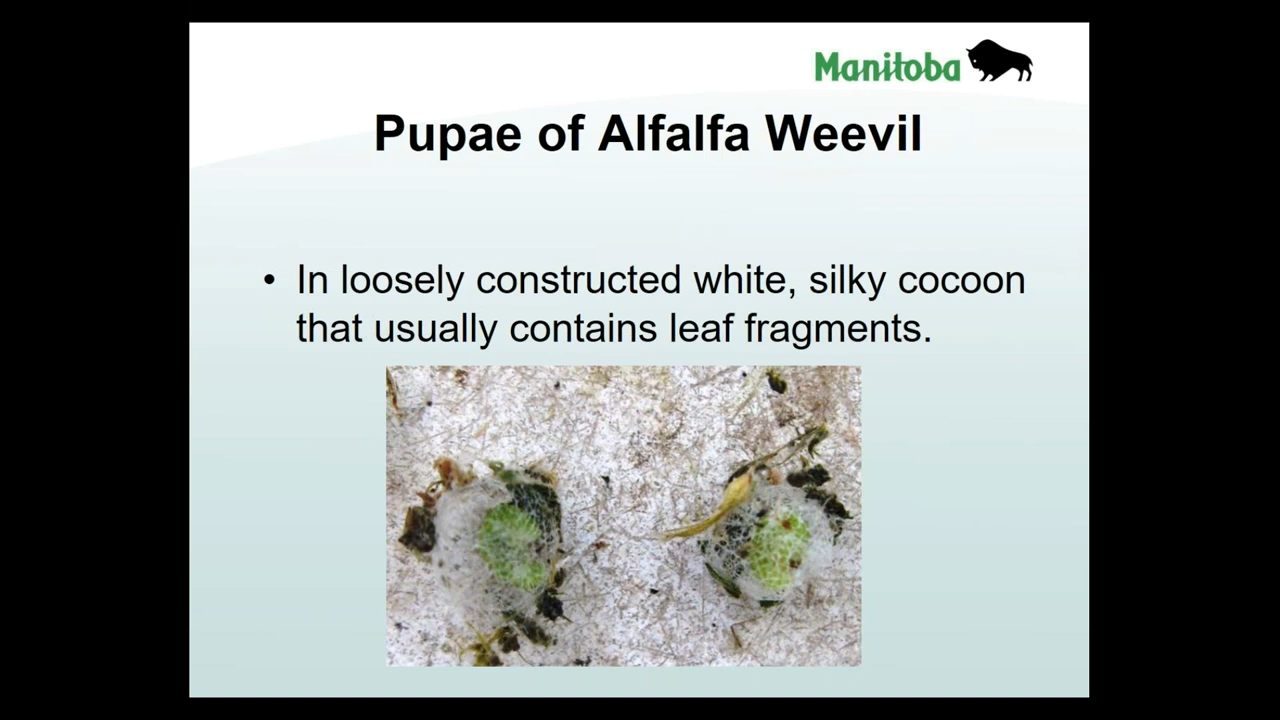 Manitoba
Pupae of Alfalfa Weevil
• In loosely constructed white, silky cocoon
that usually contains leaf fragments.